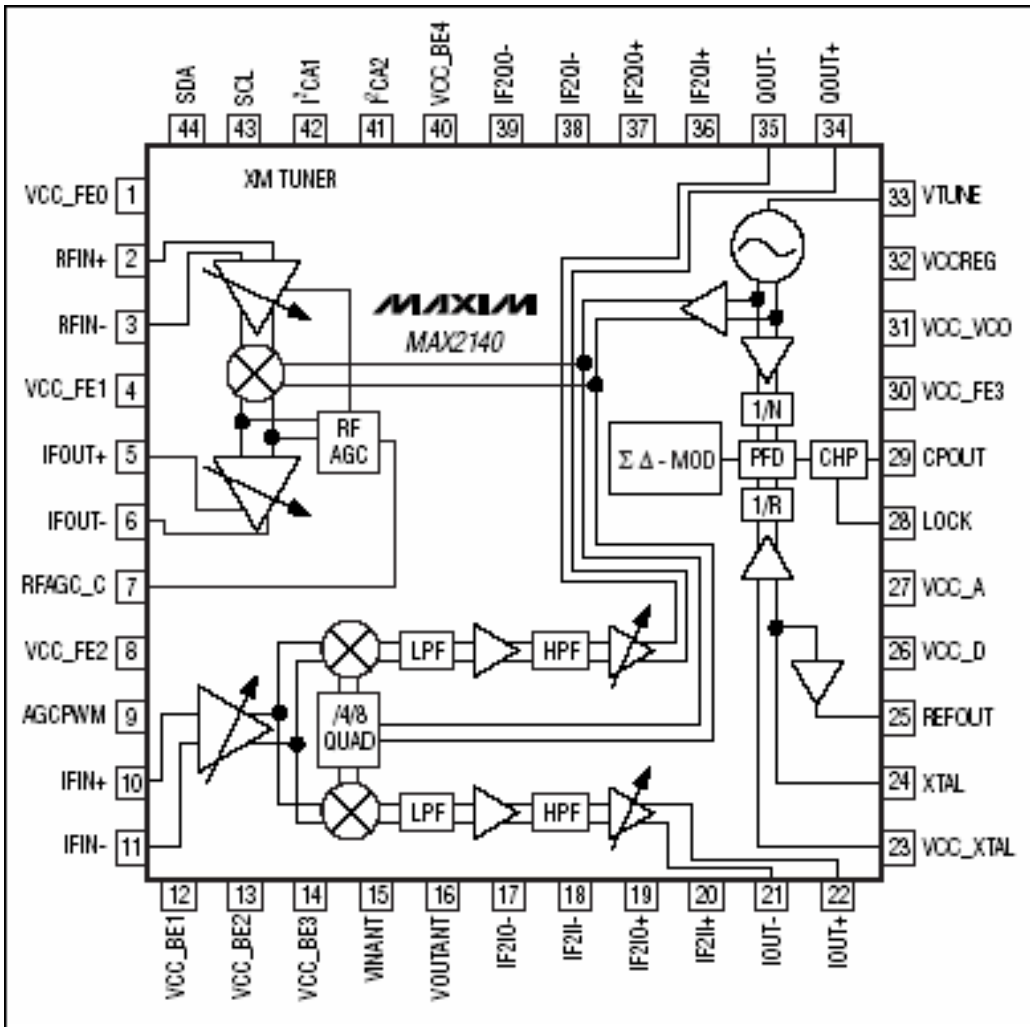 SDA
SCL
I²CA1
I²CA2
VCC_BE4
IF2QO-
IF2QI-
IF2QO+
IF2QI+
QOUT-
QOUT+
44
43
42
41
40
39
38
37
36
35
34
XM TUNER
VCC_FE0 1
RFIN+ 2
RFIN- 3
VCC_FE1 4
IFOUT+ 5
IFOUT- 6
RFAGC_C 7
VCC_FE2 8
AGCPWM 9
IFIN+ 10
IFIN- 11
MAXIM
MAX2140
RF
AGC
Σ Δ - MOD
1/N
PFD
CHP
1/R
LPF
HPF
/4/8
QUAD
LPF
HPF
33 VTUNE
32 VCCREG
31 VCC_VCO
30 VCC_FE3
29 CPOUT
28 LOCK
27 VCC_A
26 VCC_D
25 REFOUT
24 XTAL
23 VCC_XTAL
12
13
14
15
16
17
18
19
20
21
22
VCC_BE1
VCC_BE2
VCC_BE3
VINANT
VOUTANT
IF2IO-
IF2II-
IF2IO+
IF2II+
IOUT-
IOUT+